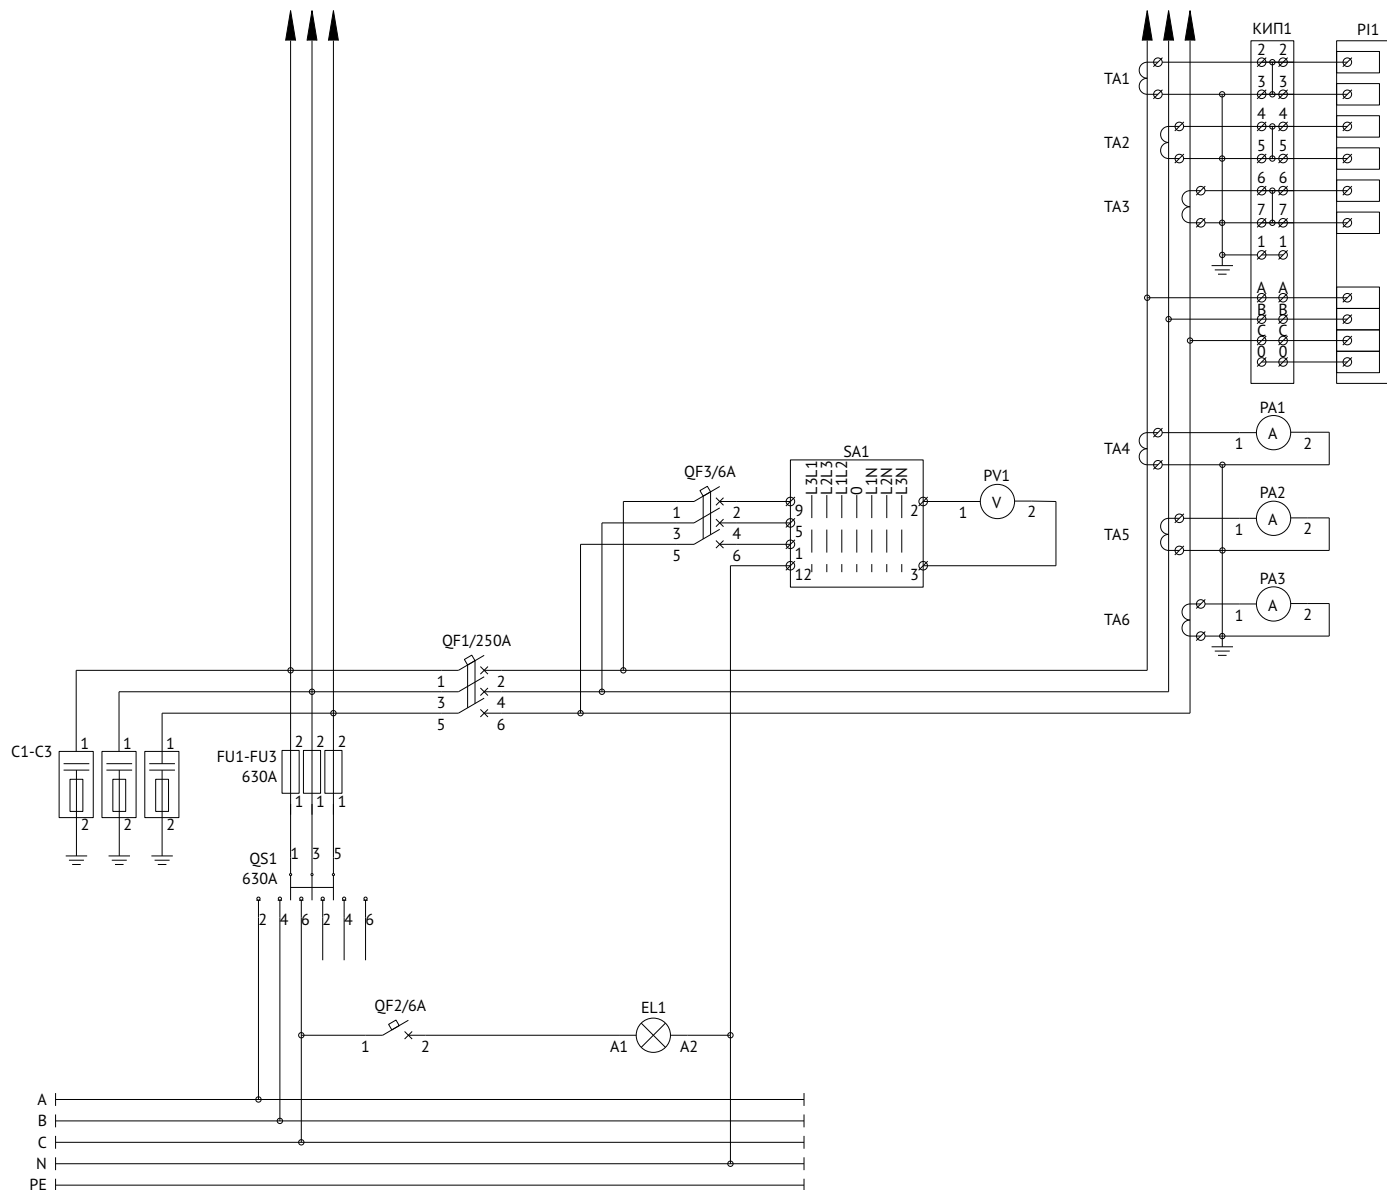 КИП1 PI1
2 2
TA1
3 3
4 4
TA2
5 5
6 6
TA3
7 7
1 1
A A
B B
C C
0 0
PA1
A
1 2
TA4
SA1
QF3/6A
L3L1 L2L3 L1L2 0 L1N L2N L3N
PV1
V
1 2
1 2
3 4
5 6
9 2
5
1
12 3
PA2
A
1 2
TA5
PA3
A
1 2
TA6
QF1/250A
1 2
3 4
5 6
C1-C3
1 1 1
2 2 2
FU1-FU3
630A
2 2 2
1 1 1
QS1
630A
1 3 5
2 4 6 2 4 6
QF2/6A
1 2
EL1
A1 A2
A
B
C
N
PE